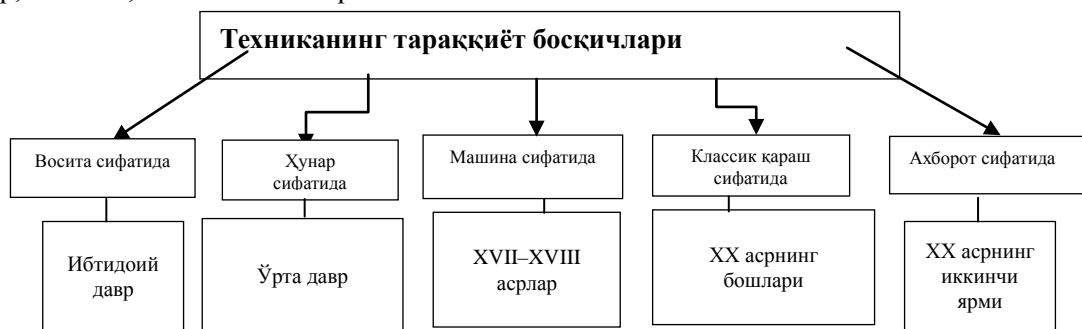 Техниканинг тараққиёт босқичлари
Восита сифатида
Ҳунар
сифатида
Машина сифатида
Классик қараш
сифатида
Ахборот сифатида
Ибтидоий
давр
Ўрта давр
XVII–XVIII
асрлар
XX асрнинг
бошлари
XX асрнинг
иккинчи
ярми